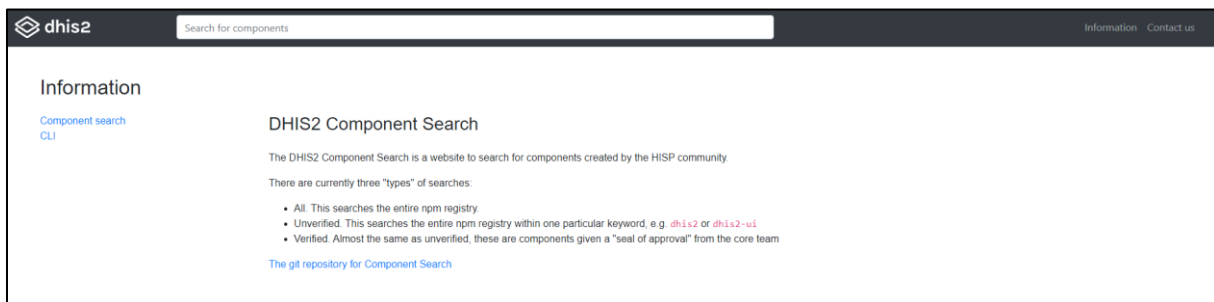 dhis2
Search for components
Information Contact us
Information
Component search
CLI
DHIS2 Component Search
The DHIS2 Component Search is a website to search for components created by the HISP community.
There are currently three "types" of searches:
• All. This searches the entire npm registry.
• Unverified. This searches the entire npm registry within one particular keyword, e.g. dhis2 or dhis2-ui
• Verified. Almost the same as unverified, these are components given a "seal of approval" from the core team
The git repository for Component Search